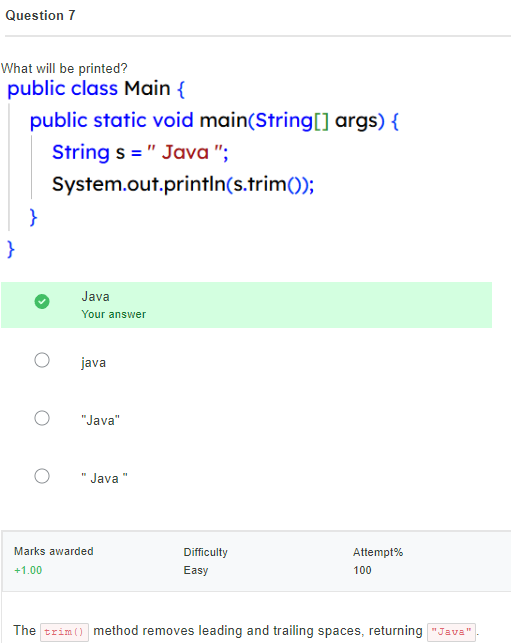 Question 7
What will be printed?
public class Main {
public static void main(String[] args) {
String s = " Java ";
System.out.println(s.trim());
}
}
Java
Your answer
java
"Java"
" Java "
Marks awarded Difficulty Attempt%
+1.00 Easy 100
The trim() method removes leading and trailing spaces, returning "Java".